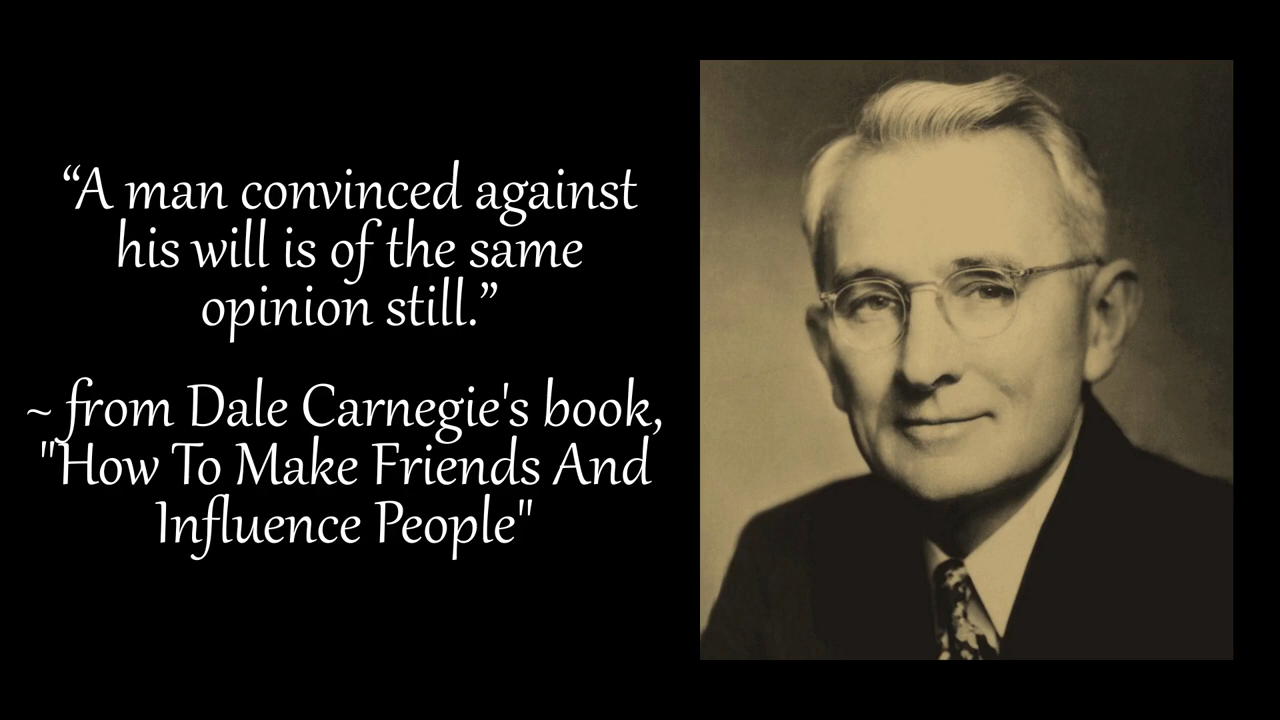 “A man convinced against
his will is of the same
opinion still.”
~ from Dale Carnegie's book,
"How To Make Friends And
Influence People"